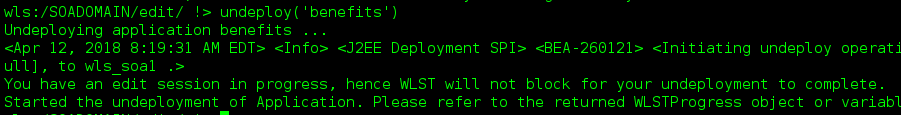 wls:/SOADOMAIN/edit/ !> undeploy('benefits')
Undeploying application benefits ...
<Apr 12, 2018 8:19:31 AM EDT> <Info> <J2EE Deployment SPI> <BEA-260121> <Initiating undeploy operati
ull], to wls_soa1 .>
You have an edit session in progress, hence WLST will not block for your undeployment to complete.
Started the undeployment of Application. Please refer to the returned WLSTProgress object or variabl